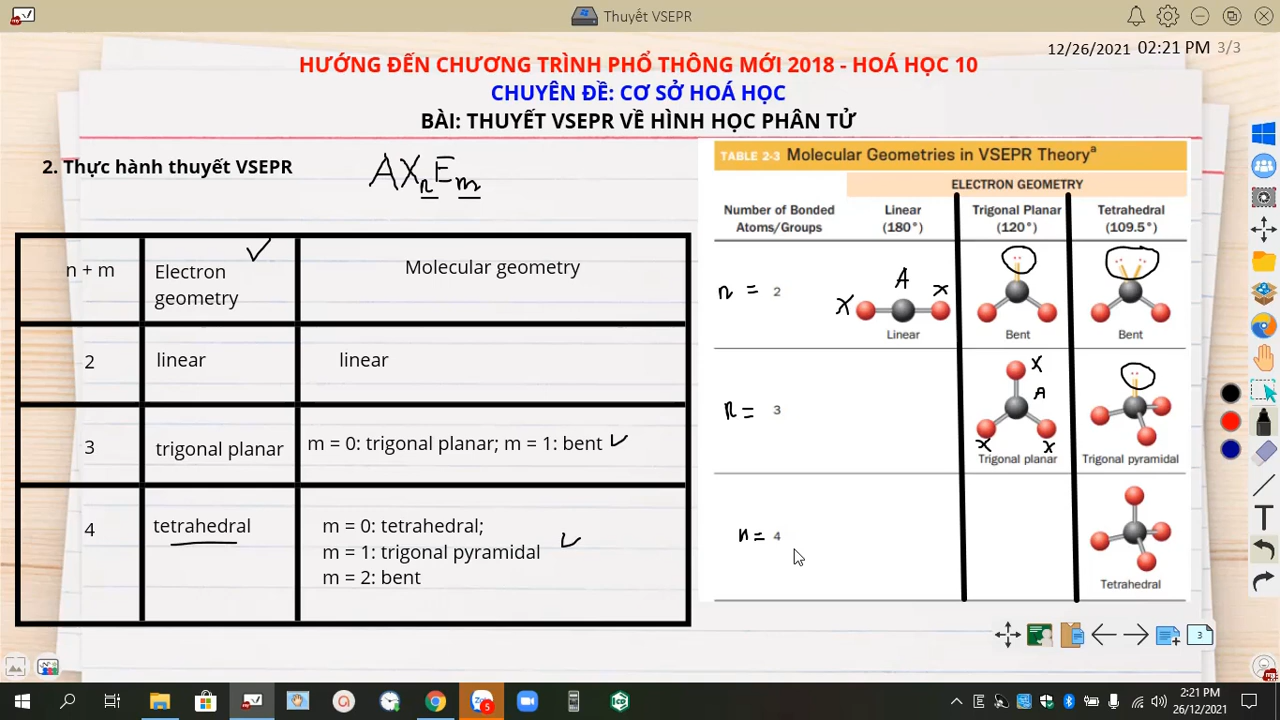 Thuyết VSEPR
12/26/2021 02:21 PM 3/3
HƯỚNG ĐẾN CHƯƠNG TRÌNH PHỔ THÔNG MỚI 2018 - HOÁ HỌC 10
CHUYÊN ĐỀ: CƠ SỞ HOÁ HỌC
BÀI: THUYẾT VSEPR VỀ HÌNH HỌC PHÂN TỬ
2. Thực hành thuyết VSEPR
AXnEm
n + m
Electron
geometry
Molecular geometry
2
linear
linear
3
trigonal planar
m = 0: trigonal planar; m = 1: bent
4
tetrahedral
m = 0: tetrahedral;
m = 1: trigonal pyramidal
m = 2: bent
TABLE 2-3 Molecular Geometries in VSEPR Theoryª
ELECTRON GEOMETRY
Number of Bonded
Atoms/Groups
Linear
(180°)
Trigonal Planar
(120°)
Tetrahedral
(109.5°)
n = 2
X A X
Linear
Bent
Bent
n = 3
X
A
X X
Trigonal planar
Trigonal pyramidal
n = 4
Tetrahedral
3
5
2:21 PM
26/12/2021